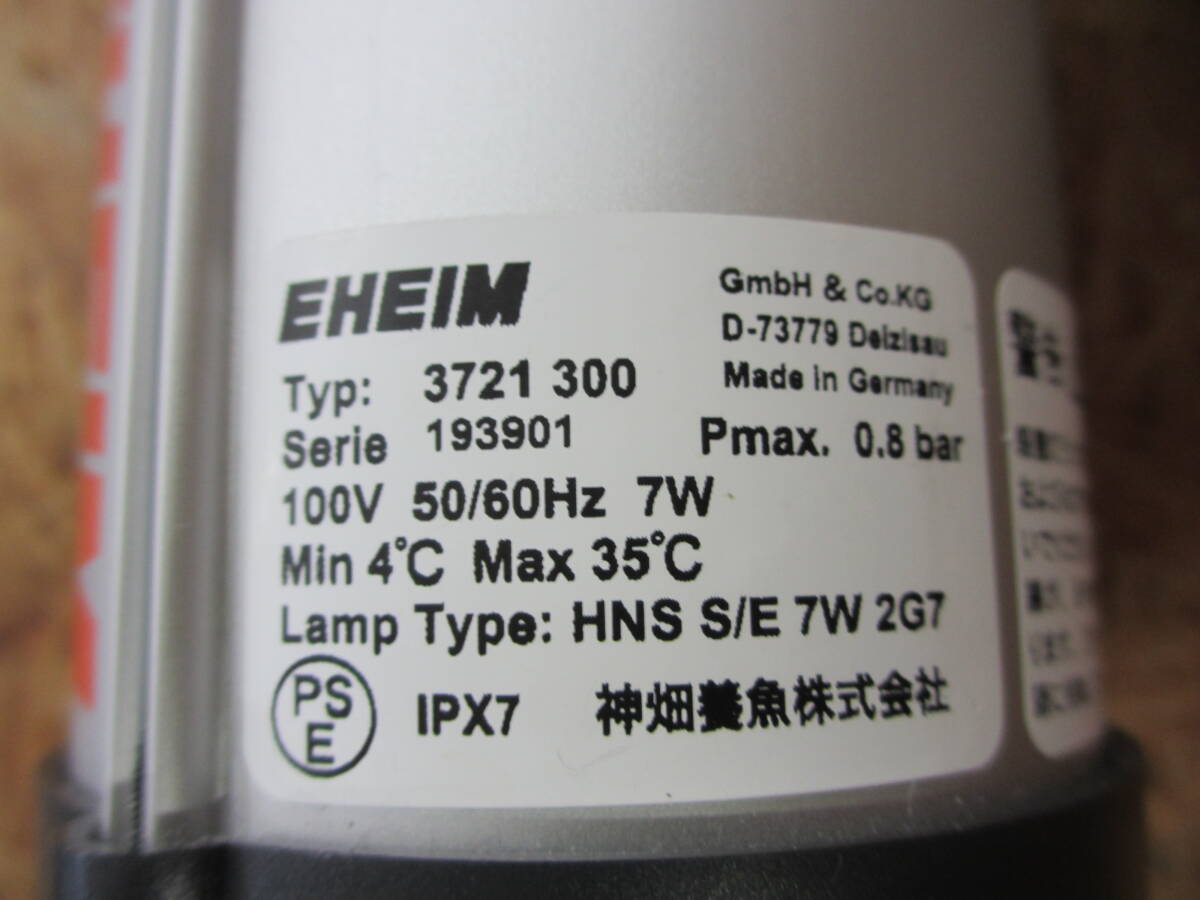 EHEIM
GmbH & Co.KG
D-73779 Deizisau
Made in Germany
Typ: 3721 300
Serie 193901
Pmax. 0.8 bar
100V 50/60Hz 7W
Min 4°C Max 35°C
Lamp Type: HNS S/E 7W 2G7
PS
E
IPX7 神畑養魚株式会社